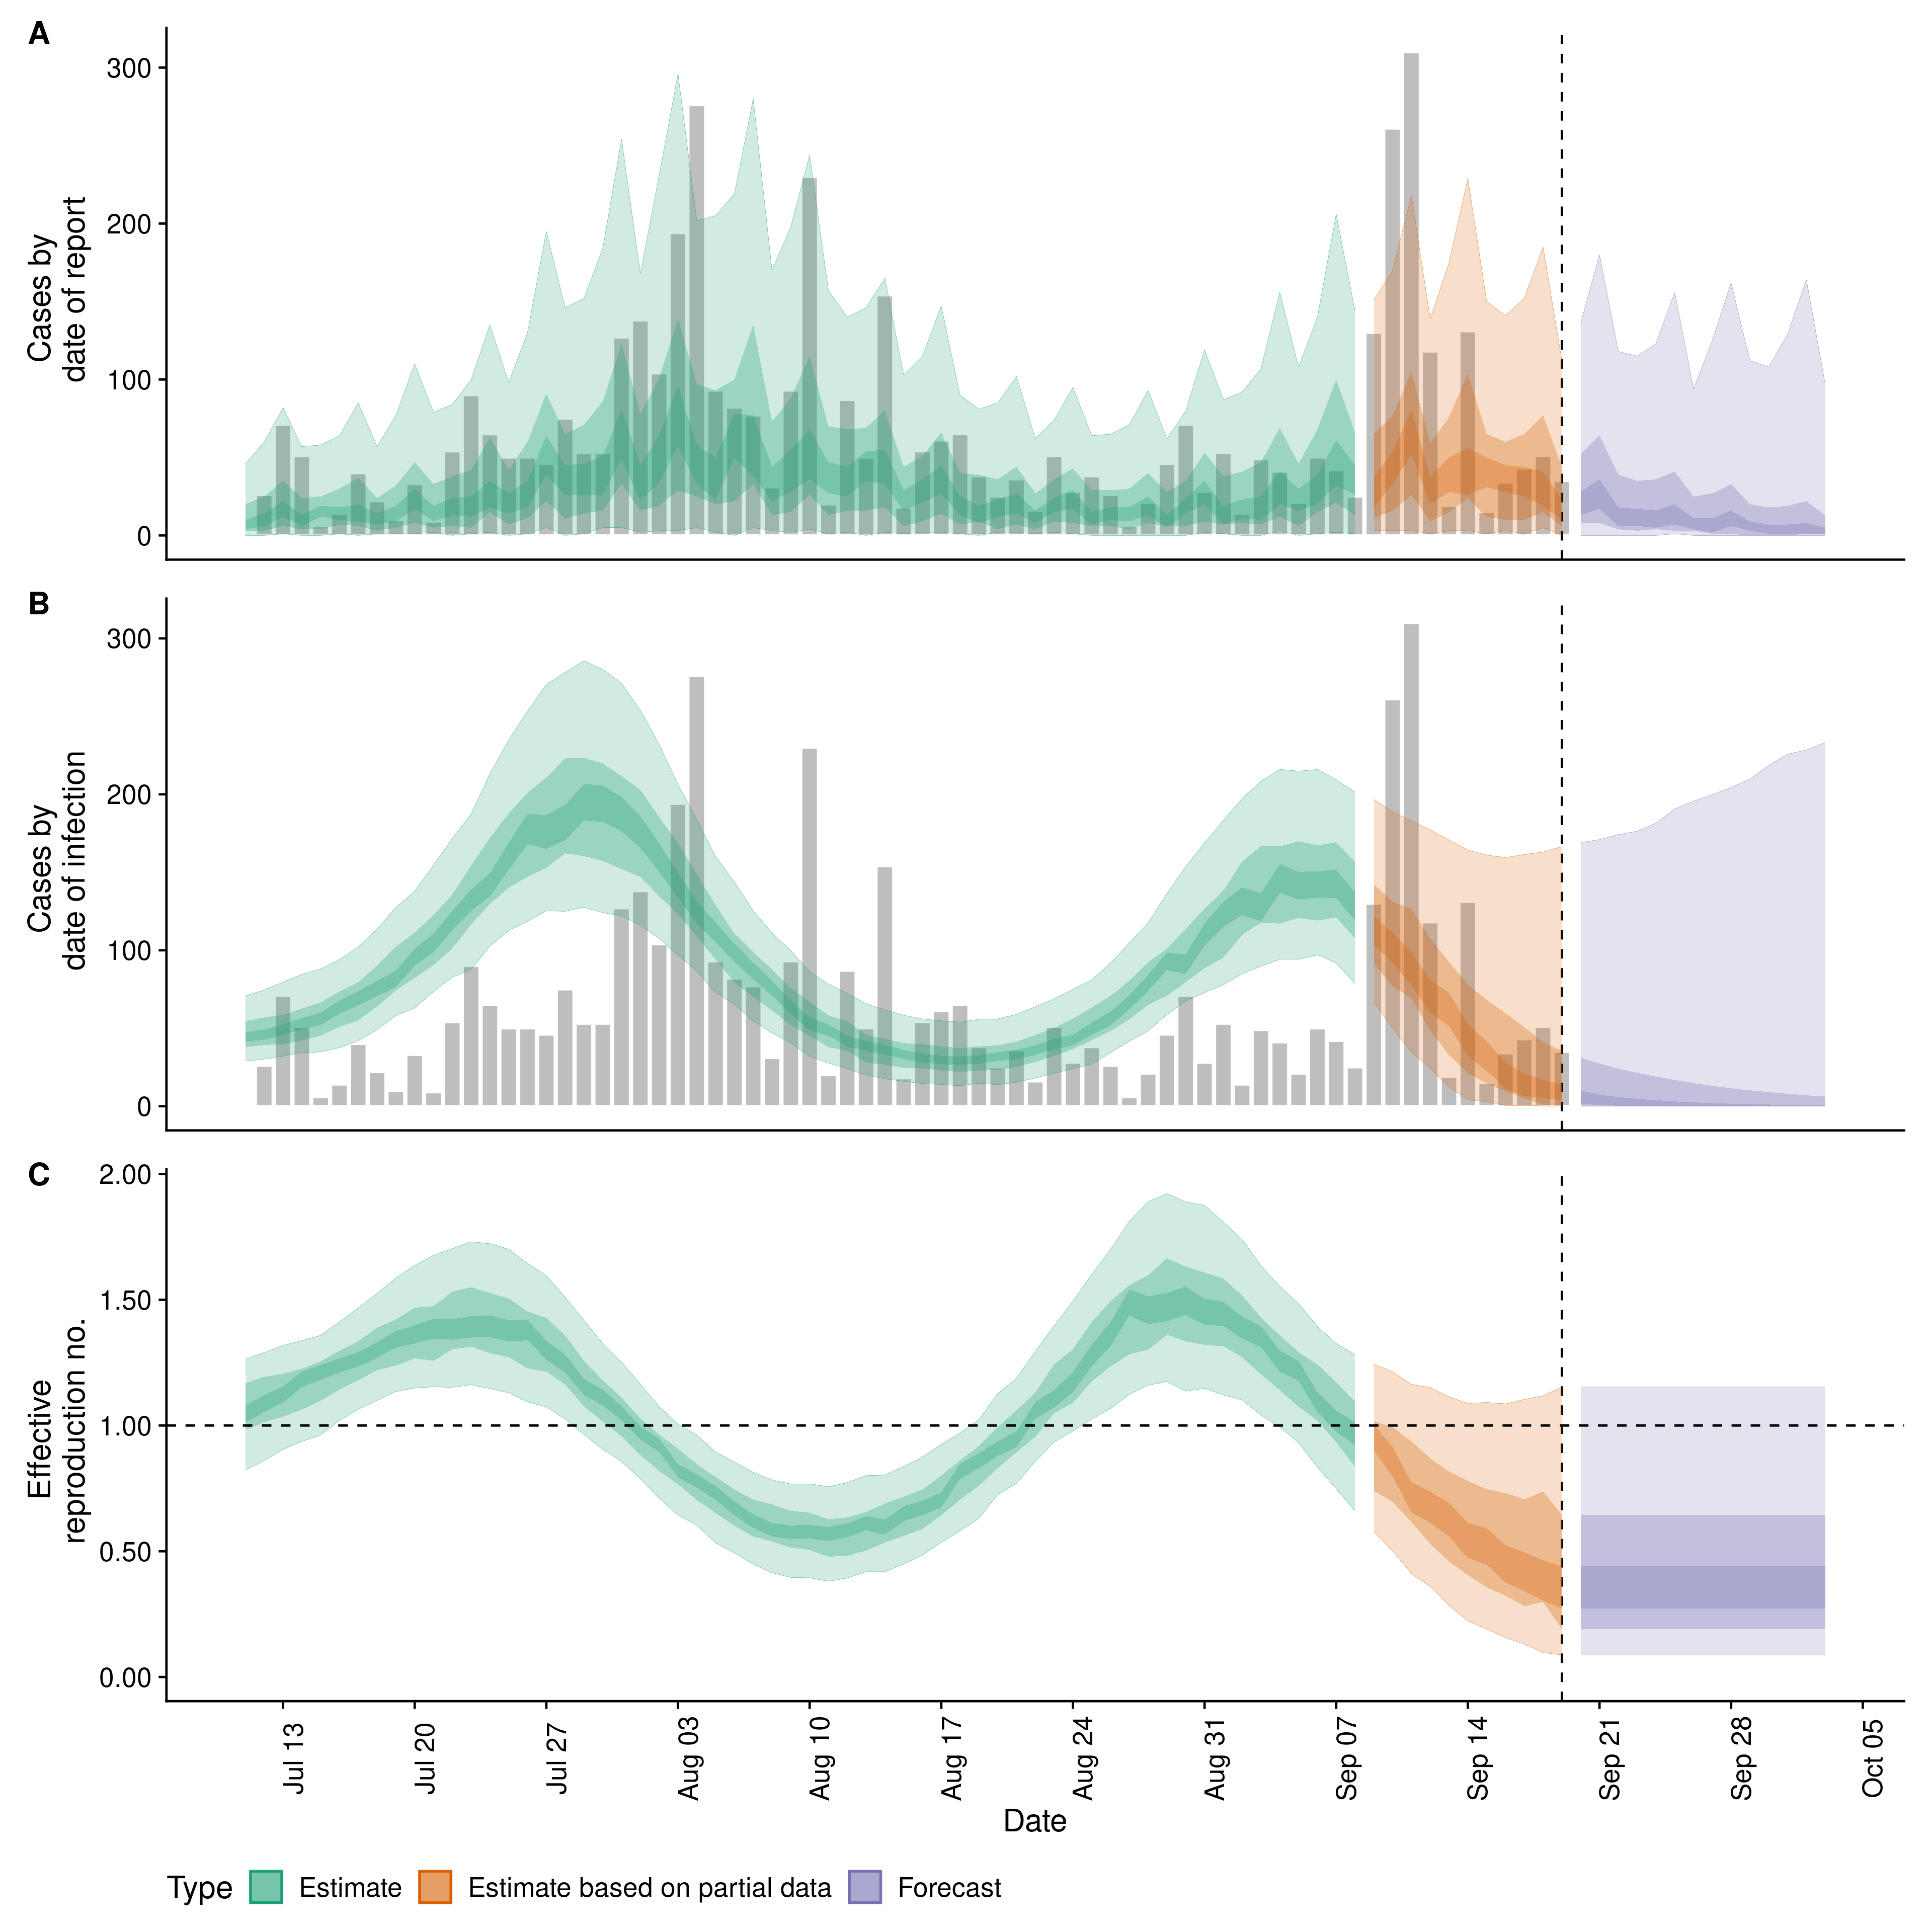 A
Cases by
date of report
300
200
100
0
B
Cases by
date of infection
300
200
100
0
C
Effective
reproduction no.
2.00
1.50
1.00
0.50
0.00
Jul 13
Jul 20
Jul 27
Aug 03
Aug 10
Aug 17
Aug 24
Aug 31
Sep 07
Sep 14
Sep 21
Sep 28
Oct 05
Date
Type Estimate Estimate based on partial data Forecast